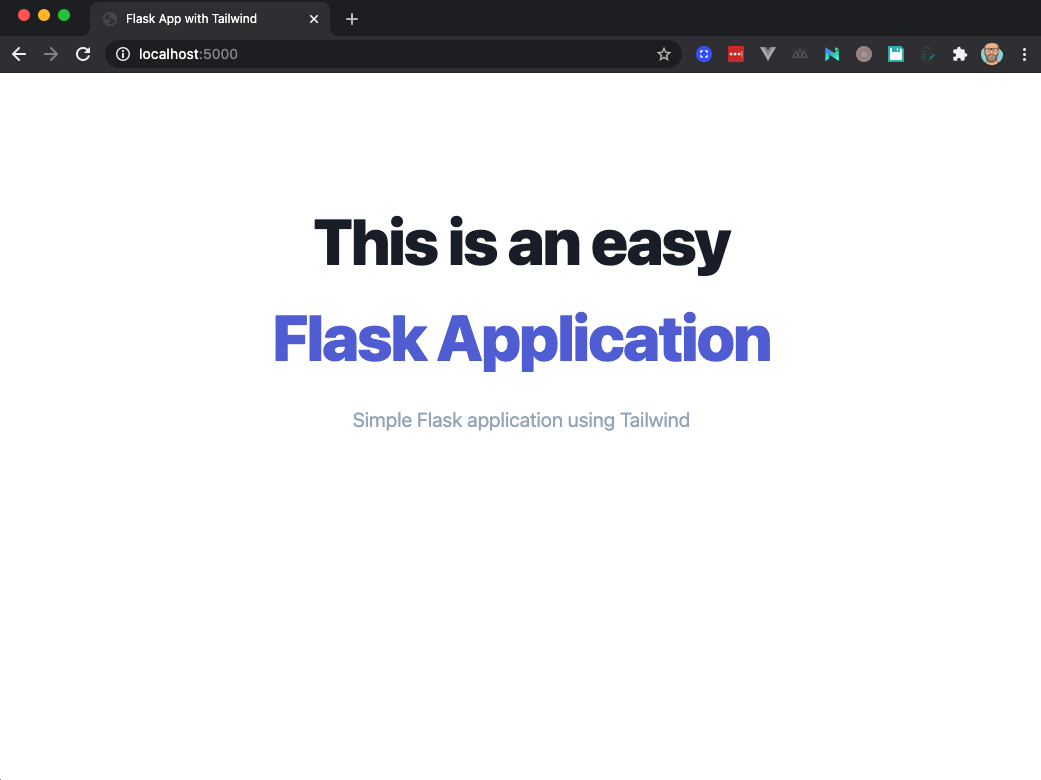 Flask App with Tailwind
localhost:5000
This is an easy
Flask Application
Simple Flask application using Tailwind